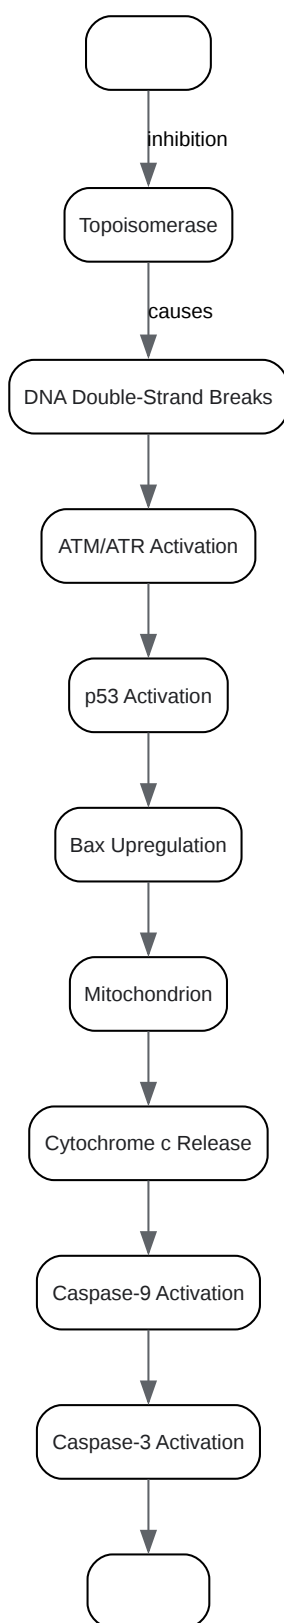 inhibition
Topoisomerase
causes
DNA Double-Strand Breaks
ATM/ATR Activation
p53 Activation
Bax Upregulation
Mitochondrion
Cytochrome c Release
Caspase-9 Activation
Caspase-3 Activation